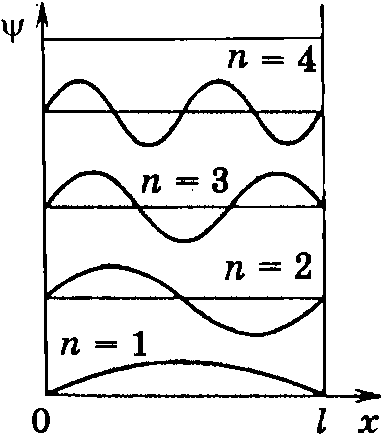 ψ
n = 4
n = 3
n = 2
n = 1
0 l x